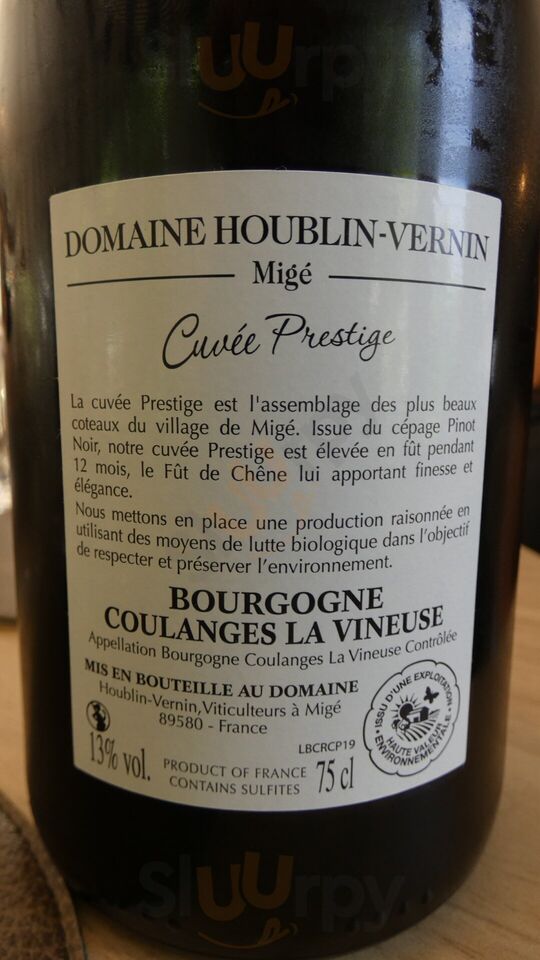 Sluurpy
DOMAINE HOUBLIN-VERNIN
Migé
Cuvée Prestige
La cuvée Prestige est l'assemblage des plus beaux
coteaux du village de Migé. Issue du cépage Pinot
Noir, notre cuvée Prestige est élevée en fût pendant
12 mois, le Fût de Chêne lui apportant finesse et
élégance.
Nous mettons en place une production raisonnée en
utilisant des moyens de lutte biologique dans l'objectif
de respecter et préserver l'environnement.
BOURGOGNE
COULANGES LA VINEUSE
Appellation Bourgogne Coulanges La Vineuse Contrôlée
MIS EN BOUTEILLE AU DOMAINE
Houblin-Vernin, Viticulteurs à Migé
89580 - France
LBCRCP19
13% vol.
PRODUCT OF FRANCE
CONTAINS SULFITES
75 cl
ISSU D'UNE EXPLOITATION
HAUTE VALEUR
ENVIRONNEMENTALE
Sluurpy